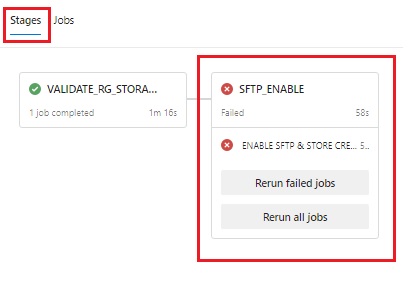 Stages Jobs
VALIDATE_RG_STORA...
1 job completed 1m 16s
SFTP_ENABLE
Failed 58s
ENABLE SFTP & STORE CRE... 5..
Rerun failed jobs
Rerun all jobs